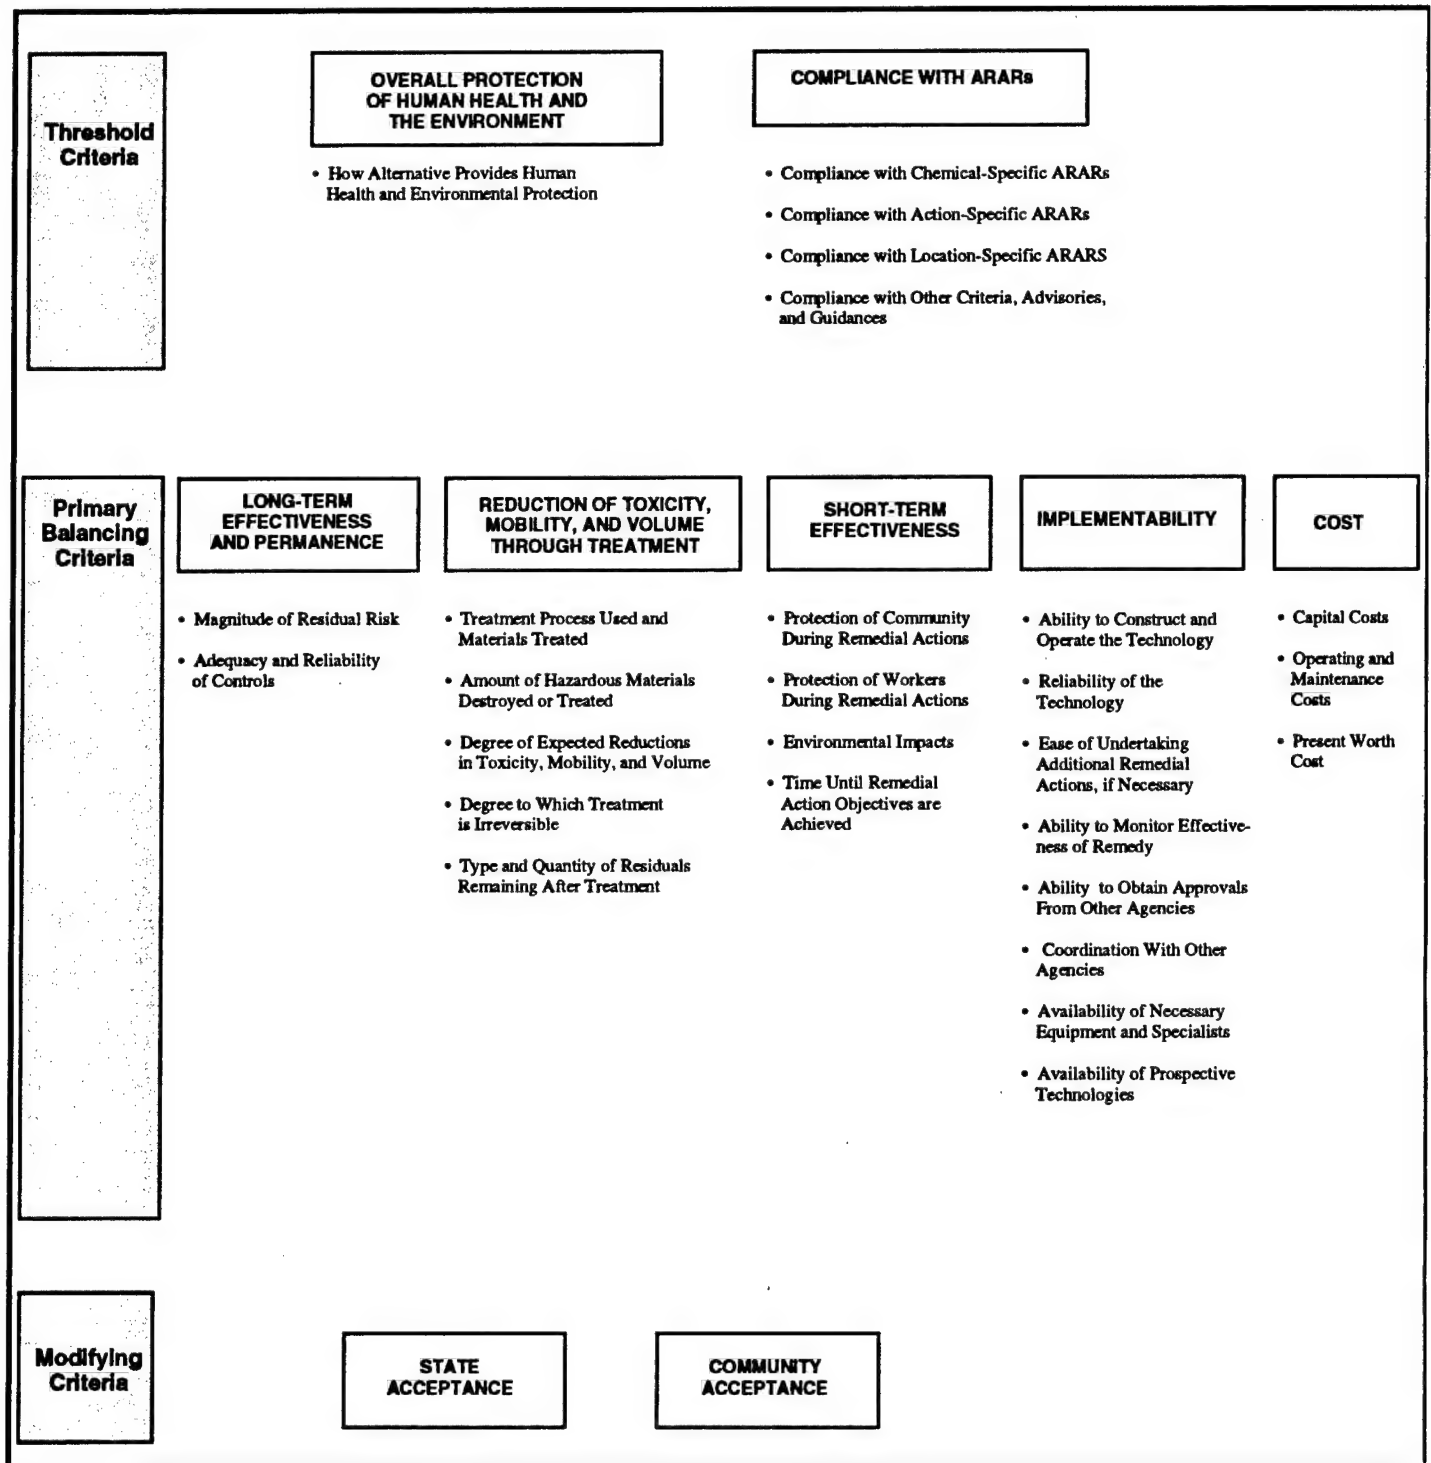 Threshold
Criteria
OVERALL PROTECTION
OF HUMAN HEALTH AND
THE ENVIRONMENT
• How Alternative Provides Human
Health and Environmental Protection
COMPLIANCE WITH ARARs
• Compliance with Chemical-Specific ARARs
• Compliance with Action-Specific ARARs
• Compliance with Location-Specific ARARS
• Compliance with Other Criteria, Advisories,
and Guidances
Primary
Balancing
Criteria
LONG-TERM
EFFECTIVENESS
AND PERMANENCE
• Magnitude of Residual Risk
• Adequacy and Reliability
of Controls
REDUCTION OF TOXICITY,
MOBILITY, AND VOLUME
THROUGH TREATMENT
• Treatment Process Used and
Materials Treated
• Amount of Hazardous Materials
Destroyed or Treated
• Degree of Expected Reductions
in Toxicity, Mobility, and Volume
• Degree to Which Treatment
is Irreversible
• Type and Quantity of Residuals
Remaining After Treatment
SHORT-TERM
EFFECTIVENESS
• Protection of Community
During Remedial Actions
• Protection of Workers
During Remedial Actions
• Environmental Impacts
• Time Until Remedial
Action Objectives are
Achieved
IMPLEMENTABILITY
• Ability to Construct and
Operate the Technology
• Reliability of the
Technology
• Ease of Undertaking
Additional Remedial
Actions, if Necessary
• Ability to Monitor Effective-
ness of Remedy
• Ability to Obtain Approvals
From Other Agencies
• Coordination With Other
Agencies
• Availability of Necessary
Equipment and Specialists
• Availability of Prospective
Technologies
COST
• Capital Costs
• Operating and
Maintenance
Costs
• Present Worth
Cost
Modifying
Criteria
STATE
ACCEPTANCE
COMMUNITY
ACCEPTANCE